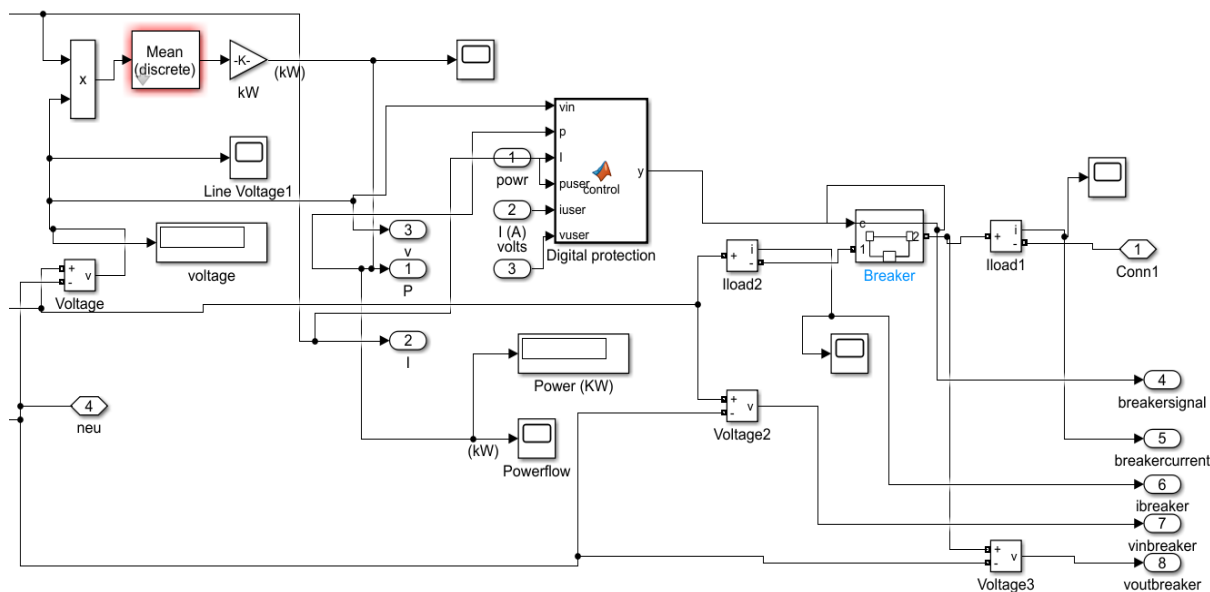 x
Mean
(discrete)
-K-
kW
(kW)
Line Voltage1
voltage
+
-
v
Voltage
4
neu
3
v
1
P
2
I
1
powr
2
I (A)
volts
3
vin
p
I
puser
iuser
vuser
control
y
Digital protection
Power (KW)
(kW)
Powerflow
+
i
-
Iload2
+
v
-
Voltage2
c
1
2
Breaker
+
i
-
Iload1
1
Conn1
4
breakersignal
5
breakercurrent
6
ibreaker
7
vinbreaker
8
voutbreaker
+
v
-
Voltage3